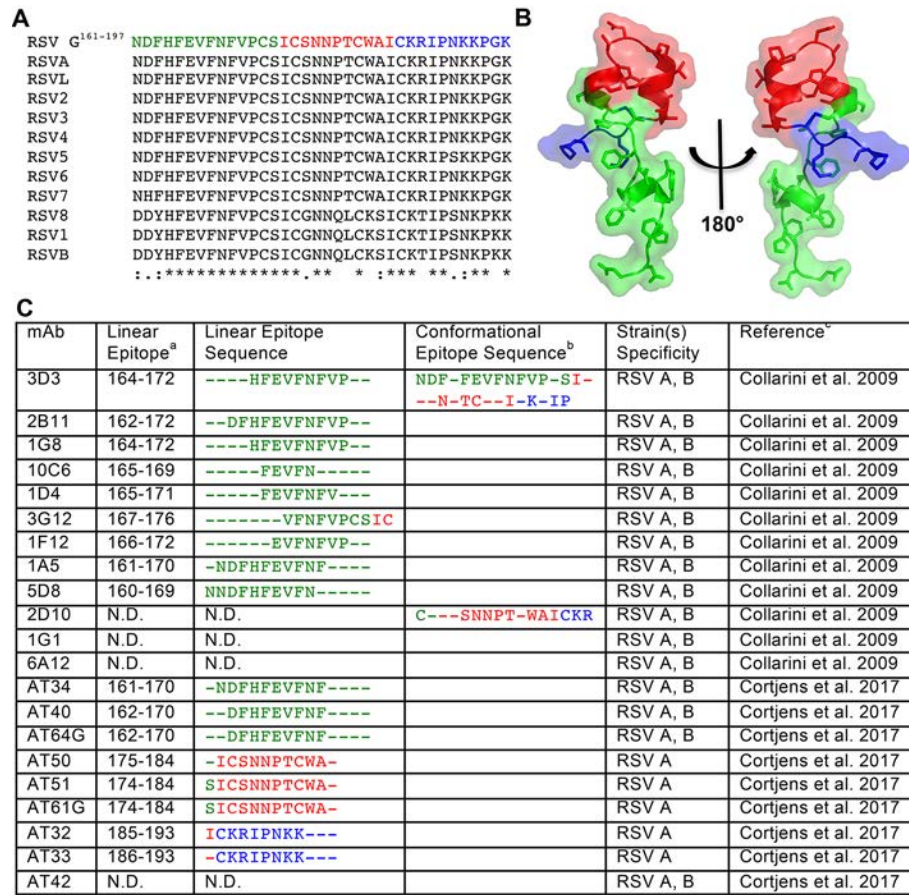 A
RSV G161-197 NDFHFEVFNFVPCSICSNNPTCWAICKRIPNKKPGK
RSVA NDFHFEVFNFVPCSICSNNPTCWAICKRIPNKKPGK
RSVL NDFHFEVFNFVPCSICSNNPTCWAICKRIPNKKPGK
RSV2 NDFHFEVFNFVPCSICSNNPTCWAICKRIPNKKPGK
RSV3 NDFHFEVFNFVPCSICSNNPTCWAICKRIPNKKPGK
RSV4 NDFHFEVFNFVPCSICSNNPTCWAICKRIPNKKPGK
RSV5 NDFHFEVFNFVPCSICSNNPTCWAICKRIPSKKPGK
RSV6 NDFHFEVFNFVPCSICSNNPTCWAICKRIPNKKPGK
RSV7 NHFHFEVFNFVPCSICSNNPTCWAICKRIPNKKPGK
RSV8 DDYHFEVFNFVPCSICGNNQLCKSICKTIPSNKPKK
RSV1 DDYHFEVFNFVPCSICGNNQLCKSICKTIPSNKPKK
RSVB DDYHFEVFNFVPCSICGNNQLCKSICKTIPSNKPKK
:.:*************.** * :*** **.:** *
B
180°
C
mAb Linear Epitopea Linear Epitope Sequence Conformational Epitope Sequenceb Strain(s) Specificity Referencec
3D3 164-172 ----HFEVFNFVP-- NDF-FEVFNFVP-SI- RSV A, B Collarini et al. 2009
--N-TC--I-K-IP
2B11 162-172 --DFHFEVFNFVP-- RSV A, B Collarini et al. 2009
1G8 164-172 ----HFEVFNFVP-- RSV A, B Collarini et al. 2009
10C6 165-169 -----FEVFN----- RSV A, B Collarini et al. 2009
1D4 165-171 -----FEVFNFV--- RSV A, B Collarini et al. 2009
3G12 167-176 -------VFNFVPCSIC RSV A, B Collarini et al. 2009
1F12 166-172 ------EVFNFVP-- RSV A, B Collarini et al. 2009
1A5 161-170 -NDFHFEVFNF---- RSV A, B Collarini et al. 2009
5D8 160-169 NNDFHFEVFN----- RSV A, B Collarini et al. 2009
2D10 N.D. N.D. C---SNNPT-WAICKR RSV A, B Collarini et al. 2009
1G1 N.D. N.D. RSV A, B Collarini et al. 2009
6A12 N.D. N.D. RSV A, B Collarini et al. 2009
AT34 161-170 -NDFHFEVFNF---- RSV A, B Cortjens et al. 2017
AT40 162-170 --DFHFEVFNF---- RSV A, B Cortjens et al. 2017
AT64G 162-170 --DFHFEVFNF---- RSV A, B Cortjens et al. 2017
AT50 175-184 -ICSNNPTCWA- RSV A Cortjens et al. 2017
AT51 174-184 SICSNNPTCWA- RSV A Cortjens et al. 2017
AT61G 174-184 SICSNNPTCWA- RSV A Cortjens et al. 2017
AT32 185-193 ICKRIPNKK--- RSV A Cortjens et al. 2017
AT33 186-193 -CKRIPNKK--- RSV A Cortjens et al. 2017
AT42 N.D. N.D. RSV A, B Cortjens et al. 2017